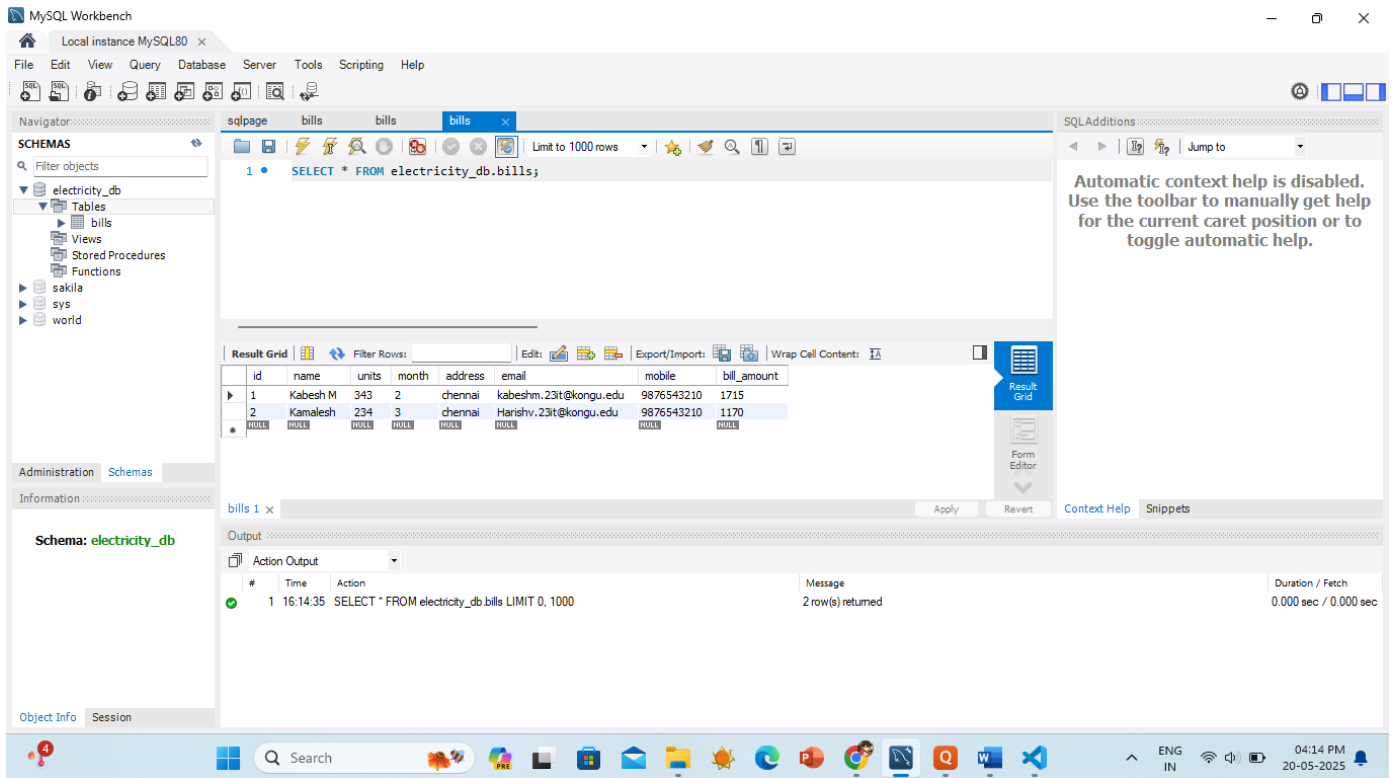 MySQL Workbench
Local instance MySQL80
File Edit View Query Database Server Tools Scripting Help
Navigator
SCHEMAS
Filter objects
electricity_db
Tables
bills
Views
Stored Procedures
Functions
sakila
sys
world
Administration Schemas
Information
Schema: electricity_db
Object Info Session
sqlpage bills bills bills
Limit to 1000 rows
1 SELECT * FROM electricity_db.bills;
Result Grid Filter Rows: Edit: Export/Import: Wrap Cell Content:
id name units month address email mobile bill_amount
1 Kabesh M 343 2 chennai kabeshm.23it@kongu.edu 9876543210 1715
2 Kamalesh 234 3 chennai Harishv.23it@kongu.edu 9876543210 1170
NULL NULL NULL NULL NULL NULL NULL NULL
Result
Grid
Form
Editor
bills 1 Apply Revert
SQLAdditions
Jump to
Automatic context help is disabled.
Use the toolbar to manually get help
for the current caret position or to
toggle automatic help.
Context Help Snippets
Output
Action Output
# Time Action Message Duration / Fetch
1 16:14:35 SELECT * FROM electricity_db.bills LIMIT 0, 1000 2 row(s) returned 0.000 sec / 0.000 sec
4
Search
PRE
ENG
IN
04:14 PM
20-05-2025